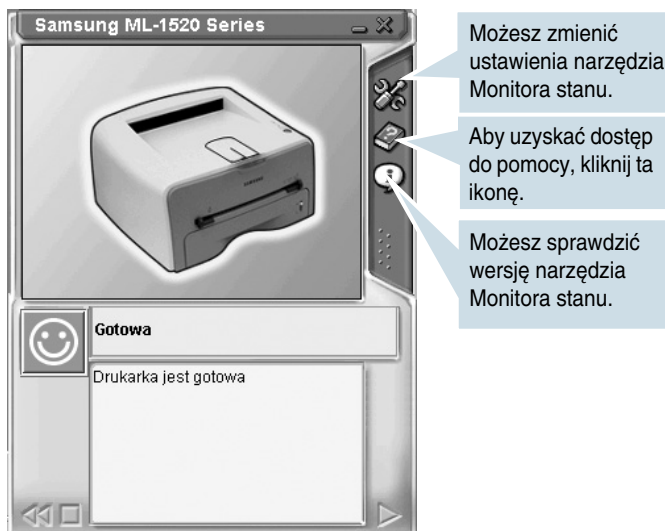 Samsung ML-1520 Series
Możesz zmienić
ustawienia narzędzia
Monitora stanu.
Aby uzyskać dostęp
do pomocy, kliknij ta
ikonę.
Możesz sprawdzić
wersję narzędzia
Monitora stanu.
Gotowa
Drukarka jest gotowa